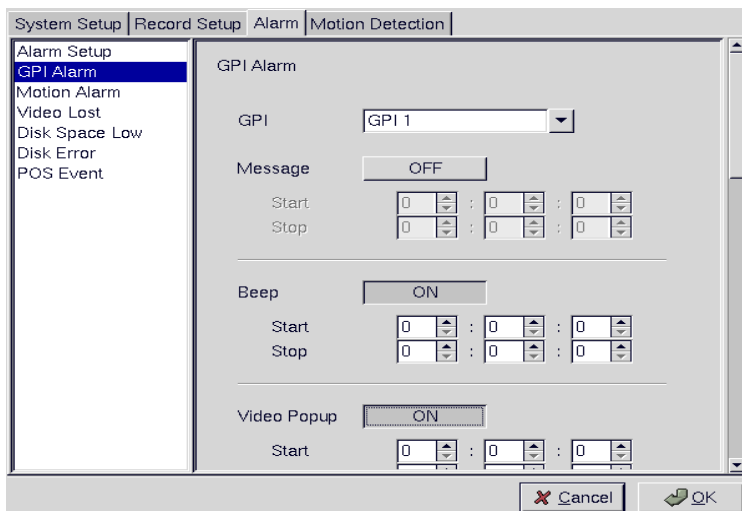 System Setup Record Setup Alarm Motion Detection
Alarm Setup
GPI Alarm
Motion Alarm
Video Lost
Disk Space Low
Disk Error
POS Event
GPI Alarm
GPI GPI 1
Message OFF
Start 0 : 0 : 0
Stop 0 : 0 : 0
Beep ON
Start 0 : 0 : 0
Stop 0 : 0 : 0
Video Popup ON
Start 0 : 0 : 0
Cancel OK